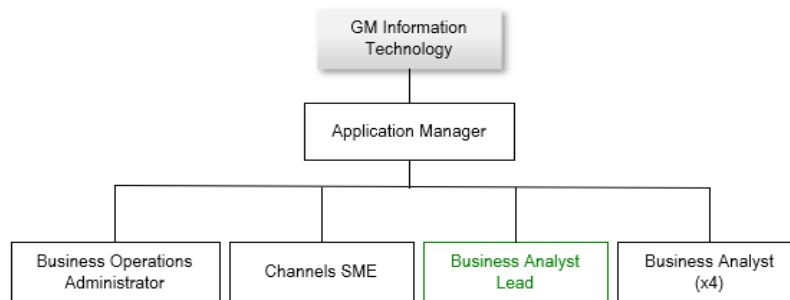 GM Information
Technology
Application Manager
Business Operations
Administrator
Channels SME
Business Analyst
Lead
Business Analyst
(x4)